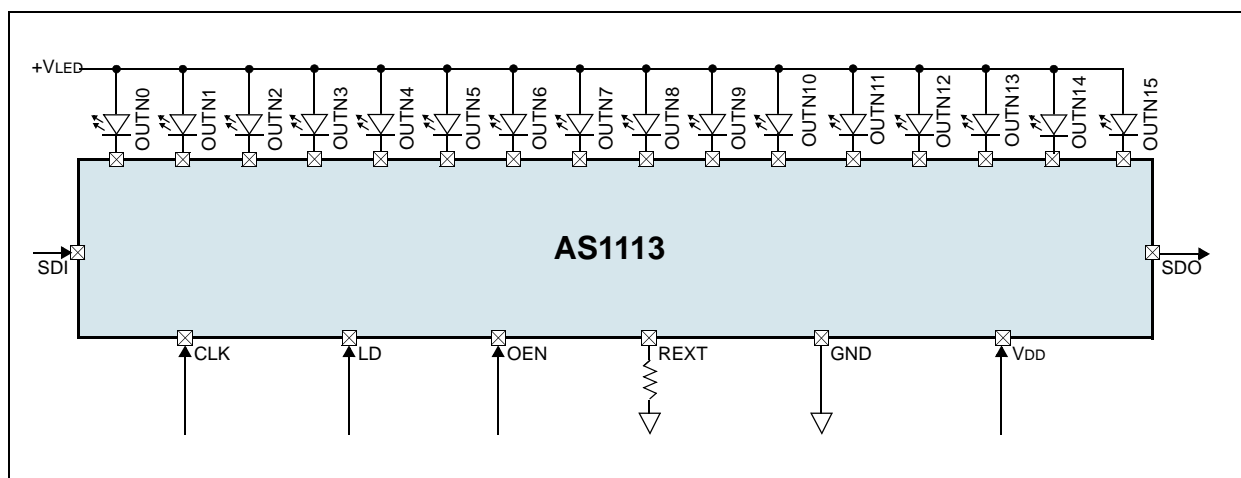 +VLED
OUTN0
OUTN1
OUTN2
OUTN3
OUTN4
OUTN5
OUTN6
OUTN7
OUTN8
OUTN9
OUTN10
OUTN11
OUTN12
OUTN13
OUTN14
OUTN15
AS1113
SDI
SDO
CLK
LD
OEN
REXT
GND
VDD